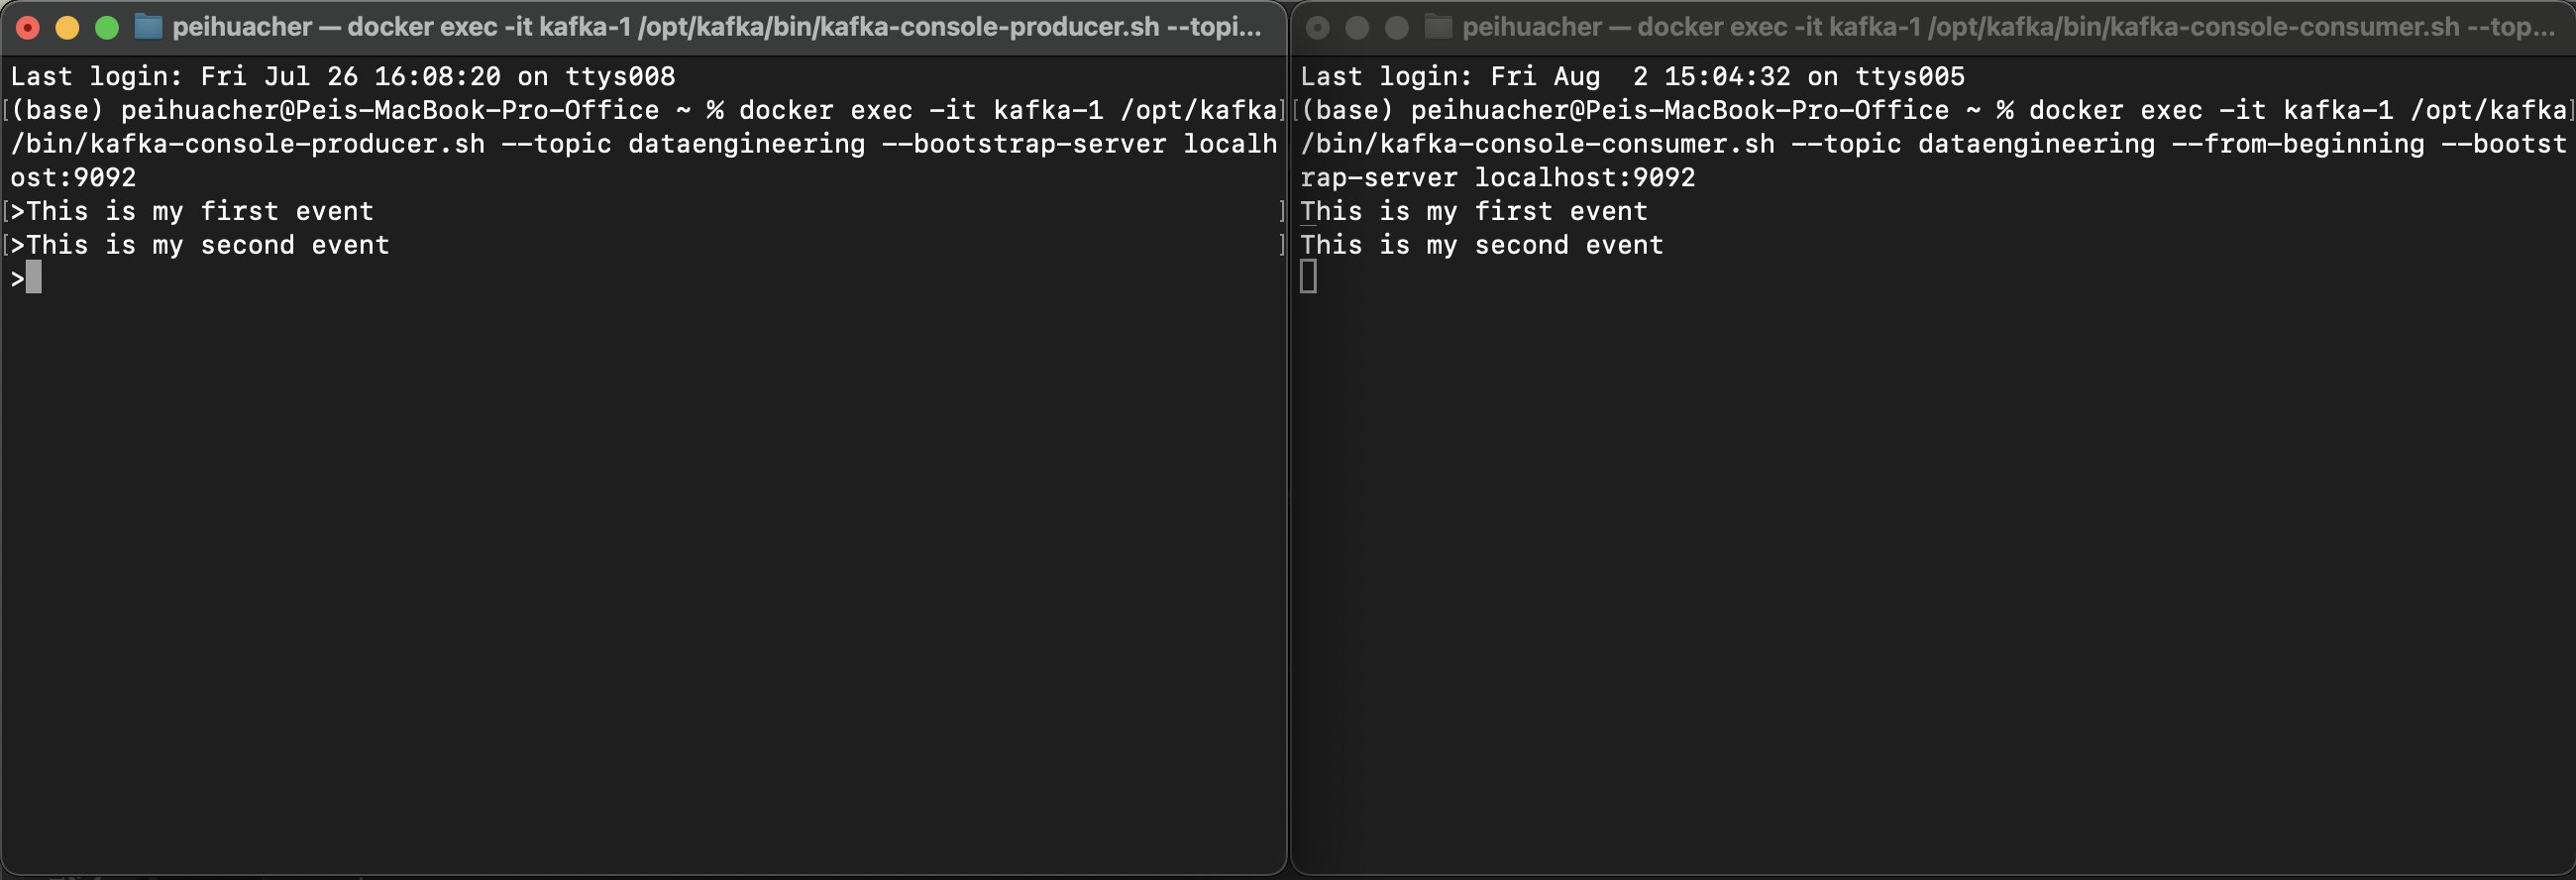 peihuacher — docker exec -it kafka-1 /opt/kafka/bin/kafka-console-producer.sh --topi...
Last login: Fri Jul 26 16:08:20 on ttys008
[(base) peihuacher@Peis-MacBook-Pro-Office ~ % docker exec -it kafka-1 /opt/kafka]
/bin/kafka-console-producer.sh --topic dataengineering --bootstrap-server localh
ost:9092
[>This is my first event ]
[>This is my second event ]
>
peihuacher — docker exec -it kafka-1 /opt/kafka/bin/kafka-console-consumer.sh --top...
Last login: Fri Aug  2 15:04:32 on ttys005
[(base) peihuacher@Peis-MacBook-Pro-Office ~ % docker exec -it kafka-1 /opt/kafka]
/bin/kafka-console-consumer.sh --topic dataengineering --from-beginning --bootst
rap-server localhost:9092
This is my first event
This is my second event